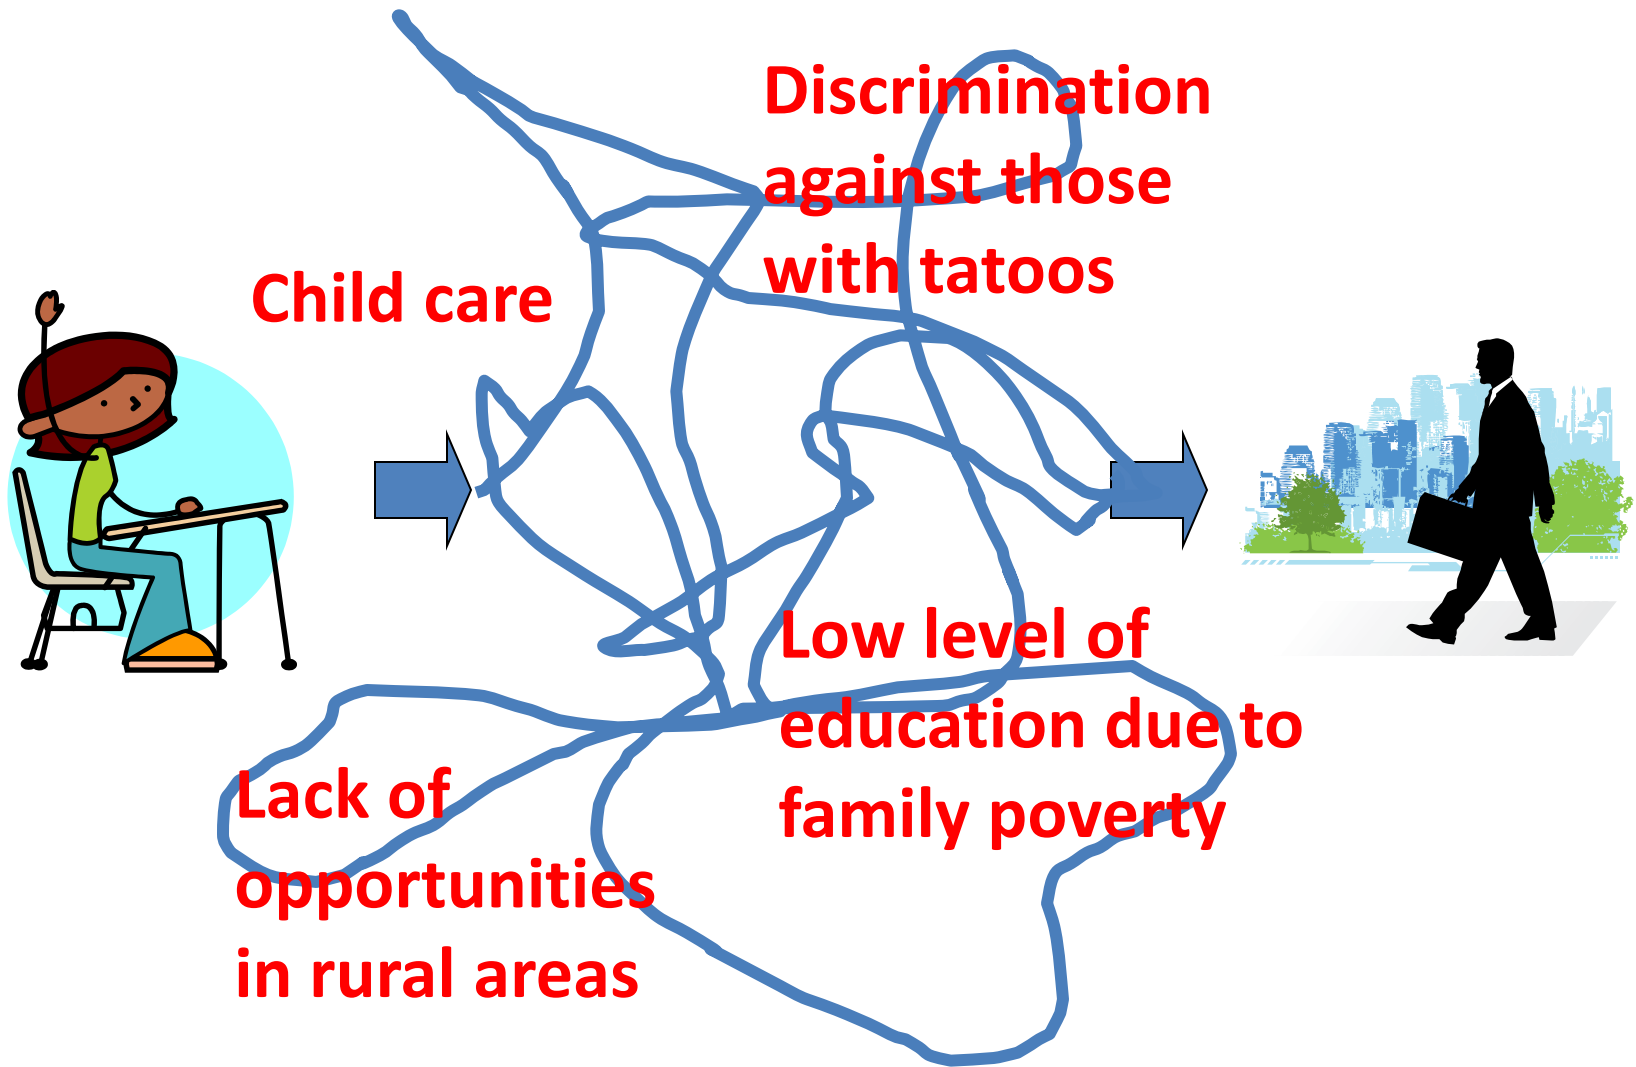 Discrimination
against those
with tatoos
Child care
Low level of
education due to
family poverty
Lack of
opportunities
in rural areas